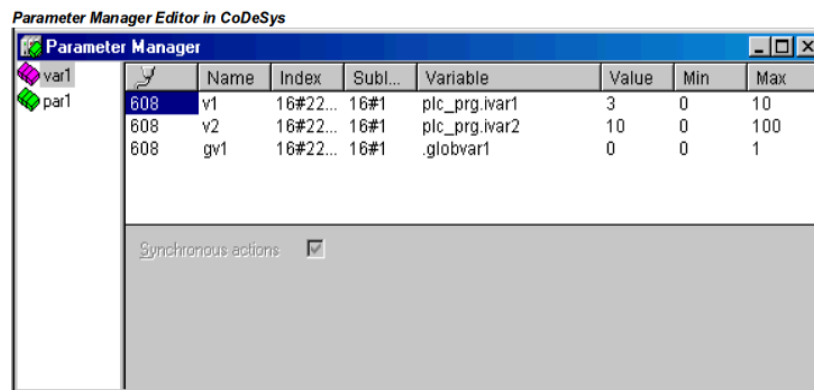 Parameter Manager Editor in CoDeSys
Parameter Manager
var1
par1
Name Index Subl... Variable Value Min Max
608 v1 16#22... 16#1 plc_prg.ivar1 3 0 10
608 v2 16#22... 16#1 plc_prg.ivar2 10 0 100
608 gv1 16#22... 16#1 .globvar1 0 0 1
Synchronous actions